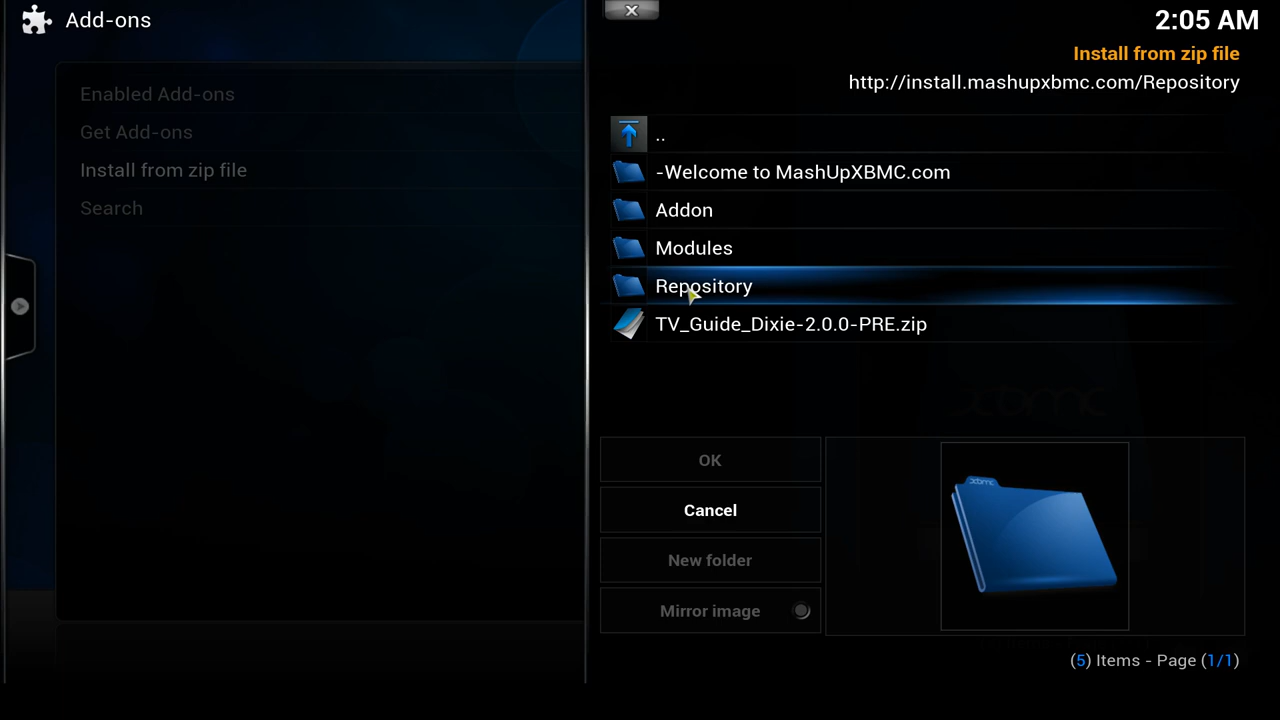 Add-ons
Enabled Add-ons
Get Add-ons
Install from zip file
Search
2:05 AM
Install from zip file
http://install.mashupxbmc.com/Repository
..
-Welcome to MashUpXBMC.com
Addon
Modules
Repository
TV_Guide_Dixie-2.0.0-PRE.zip
xbmc
OK
Cancel
New folder
Mirror image
xbmc
(5) Items - Page (1/1)